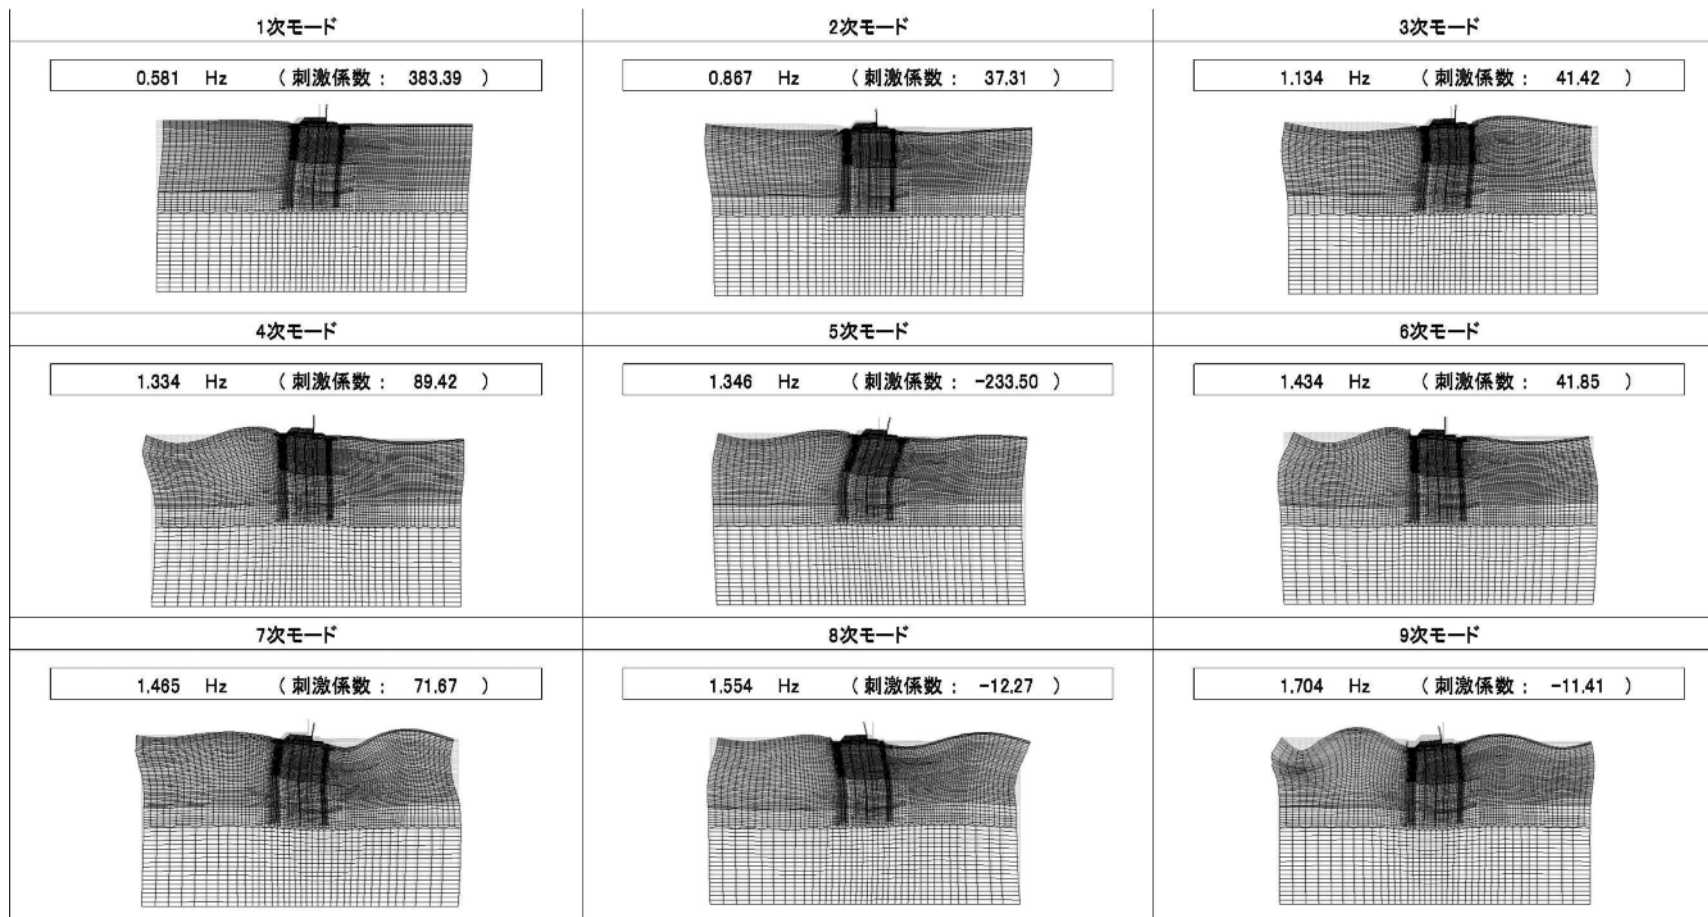 1次モード 2次モード 3次モード
0.581 Hz （刺激係数： 383.39 ） 0.867 Hz （刺激係数： 37.31 ） 1.134 Hz （刺激係数： 41.42 ）
4次モード 5次モード 6次モード
1.334 Hz （刺激係数： 89.42 ） 1.346 Hz （刺激係数： -233.50 ） 1.434 Hz （刺激係数： 41.85 ）
7次モード 8次モード 9次モード
1.465 Hz （刺激係数： 71.67 ） 1.554 Hz （刺激係数： -12.27 ） 1.704 Hz （刺激係数： -11.41 ）